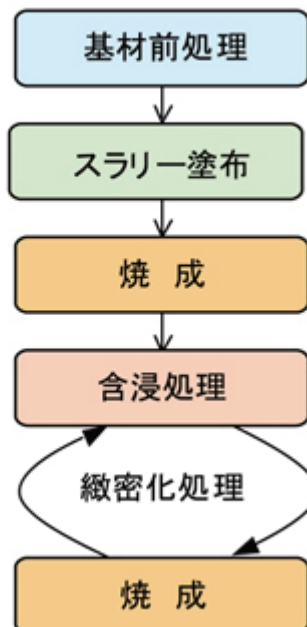 基材前処理
スラリー塗布
焼 成
含浸処理
緻密化処理
焼 成